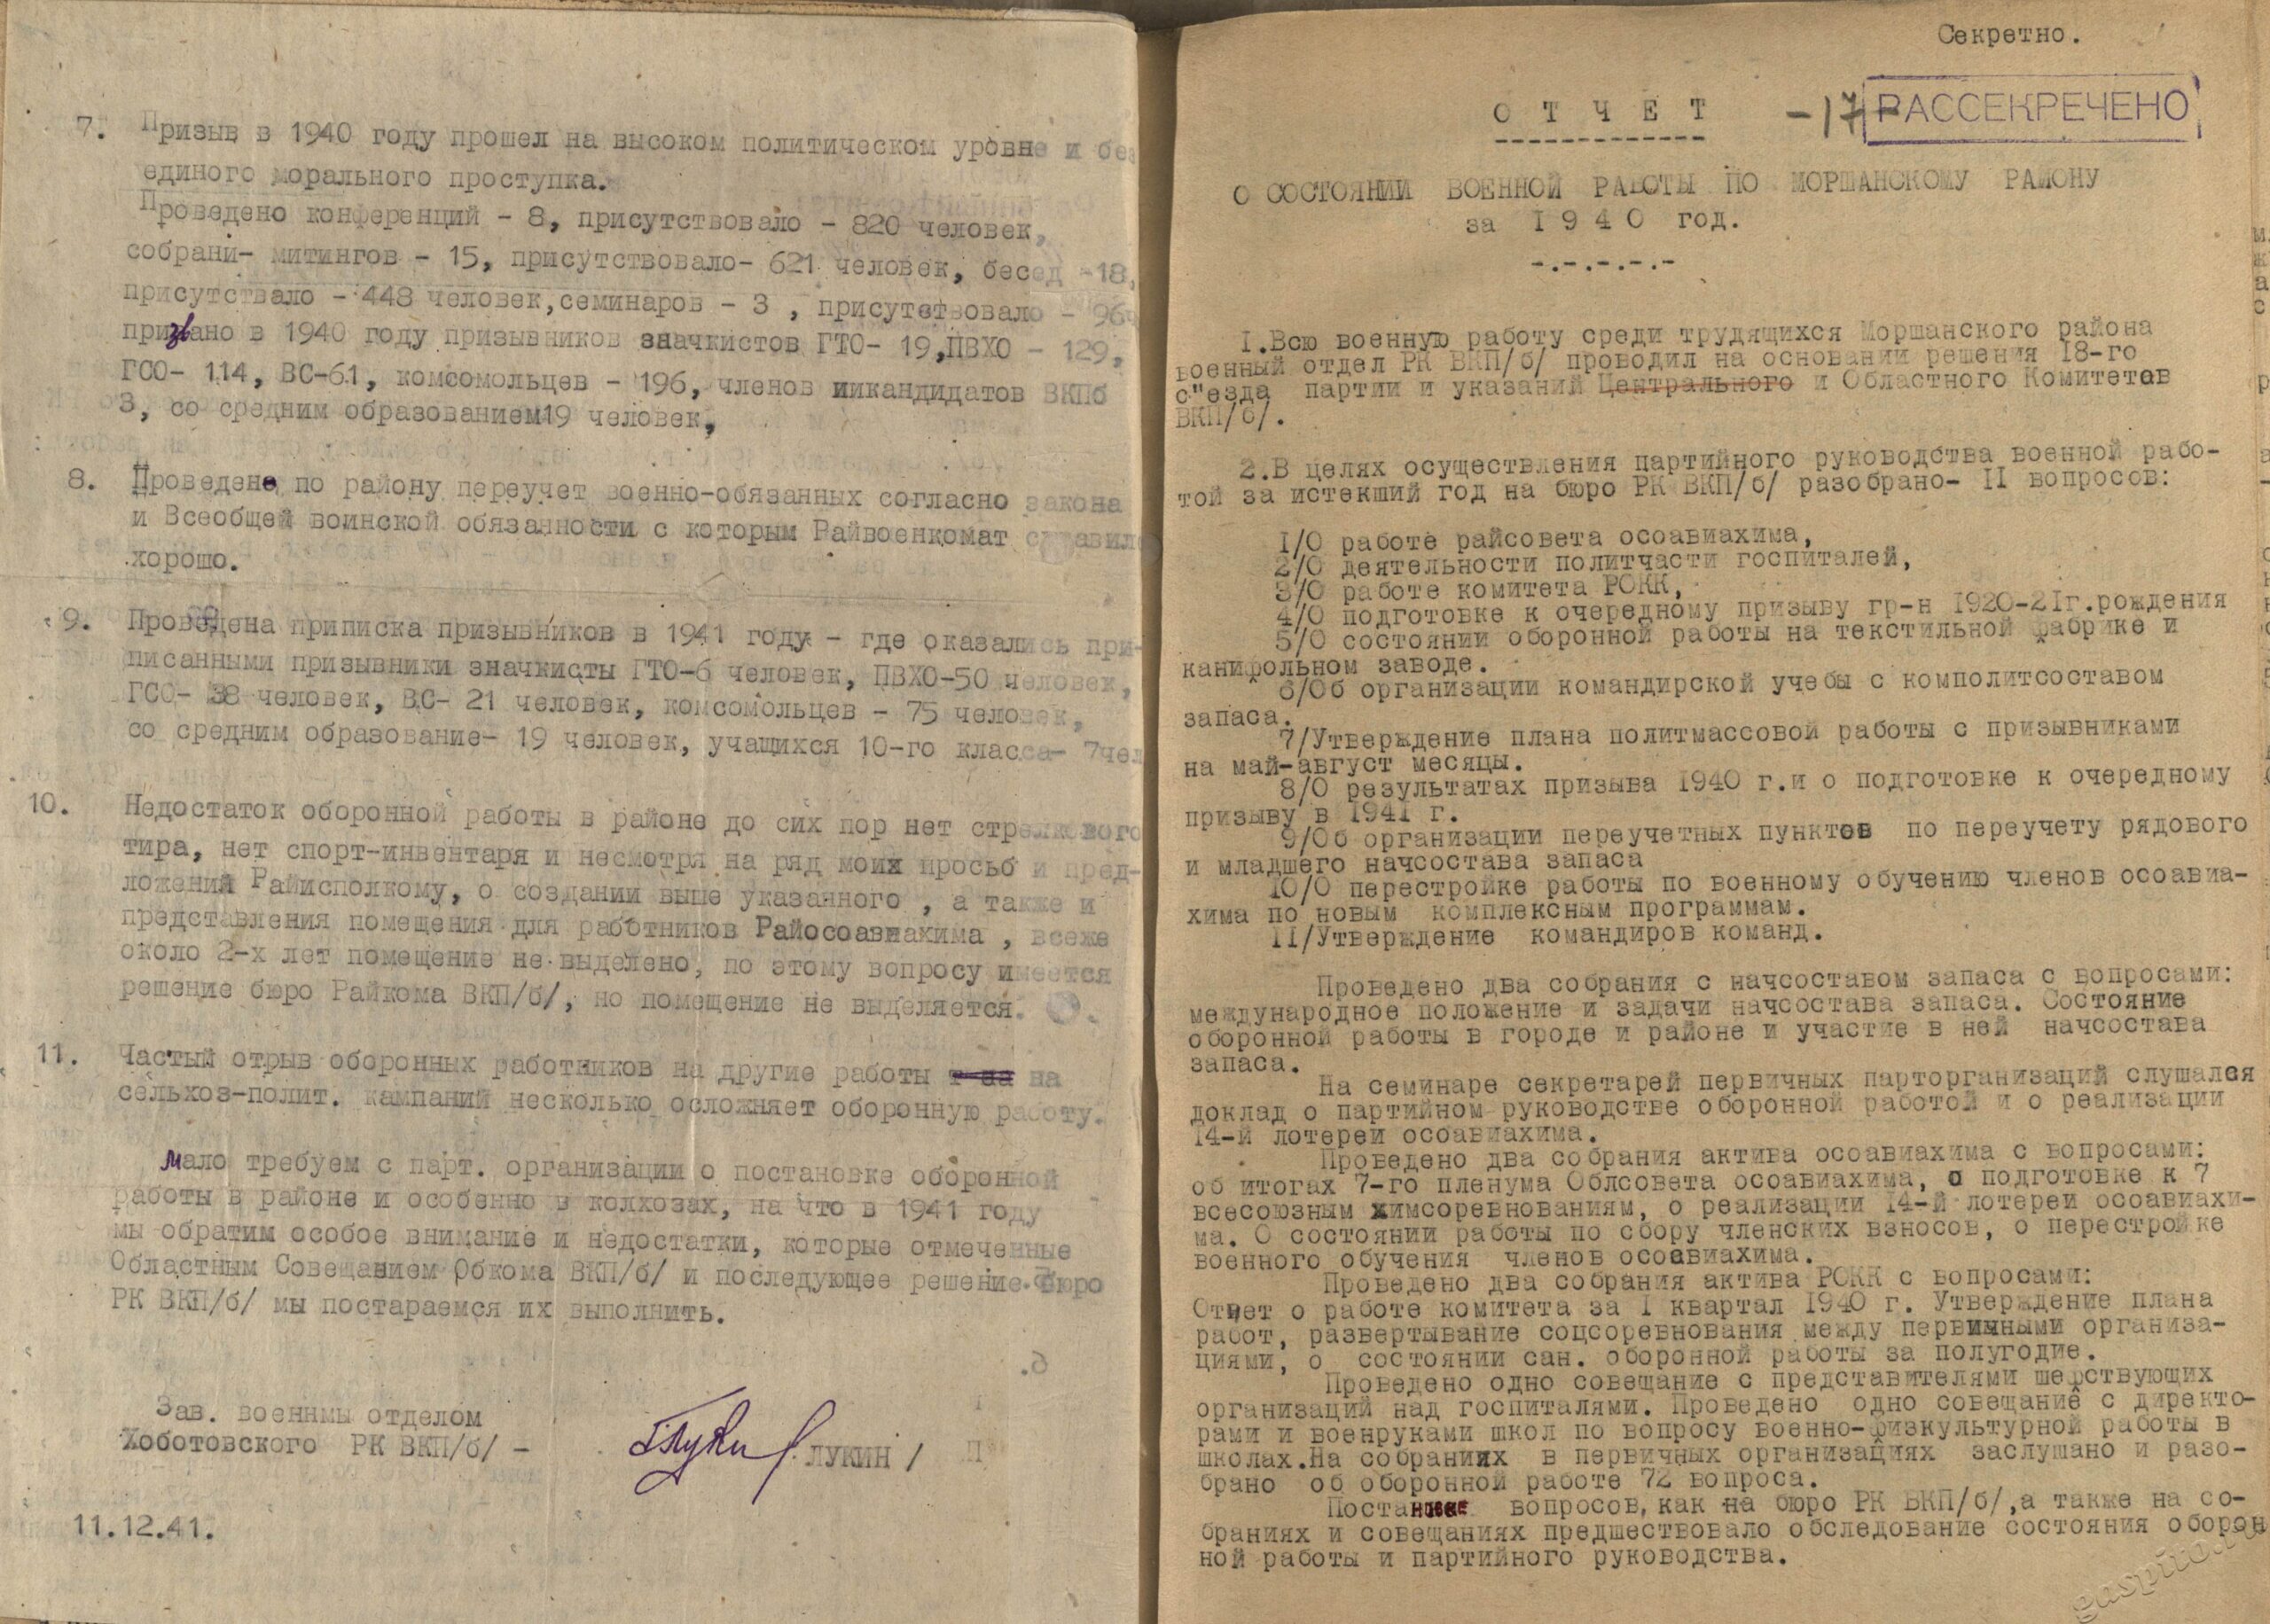 7. Призыв в 1940 году прошел на высоком политическом уровне и без
единого морального проступка.
Проведено конференций - 8, присутствовало - 820 человек,
собрани- митингов - 15, присутствовало- 621 человек, бесед -18,
присутствало - 448 человек,семинаров - 3 , присутствовало - 96ч
призвано в 1940 году призывников значкистов ГТО- 19,ПВХО - 129,
ГСО- 114, ВС-61, комсомольцев - 196, членов иикандидатов ВКПб
3, со средним образованием19 человек,
8. Проведене по району переучет военно-обязанных согласно закона
и Всеобщей воинской обязанности с которым Райвоенкомат справился
хорошо.
9. Проведена приписка призывников в 1941 году - где оказались при-
писанными призывники значкисты ГТО-6 человек, ПВХО-50 человек,
ГСО- 38 человек, ВС- 21 человек, комсомольцев - 75 человек,
со средним образование- 19 человек, учащихся 10-го класса- 7чел
10. Недостаток оборонной работы в районе до сих пор нет стрелкового
тира, нет спорт-инвентаря и несмотря на ряд моих просьб и пред-
ложений Райисполкому, о создании выше указанного , а также и
представления помещения для работников Райосоавиахима , всеже
около 2-х лет помещение не выделено, по этому вопросу имеется
решение бюро Райкома ВКП/б/, но помещение не выделяется.
11. Частый отрыв оборонных работников на другие работы на
сельхоз-полит. кампаний несколько осложняет оборонную работу.
Мало требуем с парт. организации о постановке оборонной
работы в районе и особенно в колхозах, на что в 1941 году
мы обратим особое внимание и недостатки, которые отмеченные
Областным Совещанием Обкома ВКП/б/ и последующее решение бюро
РК ВКП/б/ мы постараемся их выполнить.
Зав. военнмы отделом
Хоботовского РК ВКП/б/ - ЛУКИН /
11.12.41.
Секретно.
О Т Ч Е Т -17- РАССЕКРЕЧЕНО
О СОСТОЯНИИ ВОЕННОЙ РАБОТЫ ПО МОРШАНСКОМУ РАЙОНУ
за 1 9 4 0 год.
-.-.-.-.-
I.Всю военную работу среди трудящихся Моршанского района
военный отдел РК ВКП/б/ проводил на основании решения 18-го
с"езда партии и указаний Центрального и Областного Комитетов
ВКП/б/.
2.В целях осуществления партийного руководства военной рабо-
той за истекший год на бюро РК ВКП/б/ разобрано- II вопросов:
I/О работе райсовета осоавиахима,
2/О деятельности политчасти госпиталей,
3/О работе комитета РОКК,
4/О подготовке к очередному призыву гр-н 1920-21г.рождения
5/О состоянии оборонной работы на текстильной фабрике и
канифольном заводе.
6/Об организации командирской учебы с комполитсоставом
запаса.
7/Утверждение плана политмассовой работы с призывниками
на май-август месяцы.
8/О результатах призыва 1940 г.и о подготовке к очередному
призыву в 1941 г.
9/Об организации переучетных пунктов по переучету рядового
и младшего начсостава запаса
10/О перестройке работы по военному обучению членов осоавиа-
хима по новым комплексным программам.
II/Утверждение командиров команд.
Проведено два собрания с начсоставом запаса с вопросами:
международное положение и задачи начсостава запаса. Состояние
оборонной работы в городе и районе и участие в ней начсостава
запаса.
На семинаре секретарей первичных парторганизаций слушался
доклад о партийном руководстве оборонной работой и о реализации
14-й лотереи осоавиахима.
Проведено два собрания актива осоавиахима с вопросами:
об итогах 7-го пленума Облсовета осоавиахима, о подготовке к 7
всесоюзным химсоревнованиям, о реализации 14-й лотереи осоавиахи-
ма. О состоянии работы по сбору членских взносов, о перестройке
военного обучения членов осоавиахима.
Проведено два собрания актива РОКК с вопросами:
Отчет о работе комитета за I квартал 1940 г. Утверждение плана
работ, развертывание соцсоревнования между первичными организа-
циями, о состоянии сан. оборонной работы за полугодие.
Проведено одно совещание с представителями шефствующих
организаций над госпиталями. Проведено одно совещание с директо-
рами и военруками школ по вопросу военно-физкультурной работы в
школах.На собраниях в первичных организациях заслушано и разо-
брано об оборонной работе 72 вопроса.
Постановке вопросов, как на бюро РК ВКП/б/,а также на со-
браниях и совещаниях предшествовало обследование состояния оборон
ной работы и партийного руководства.